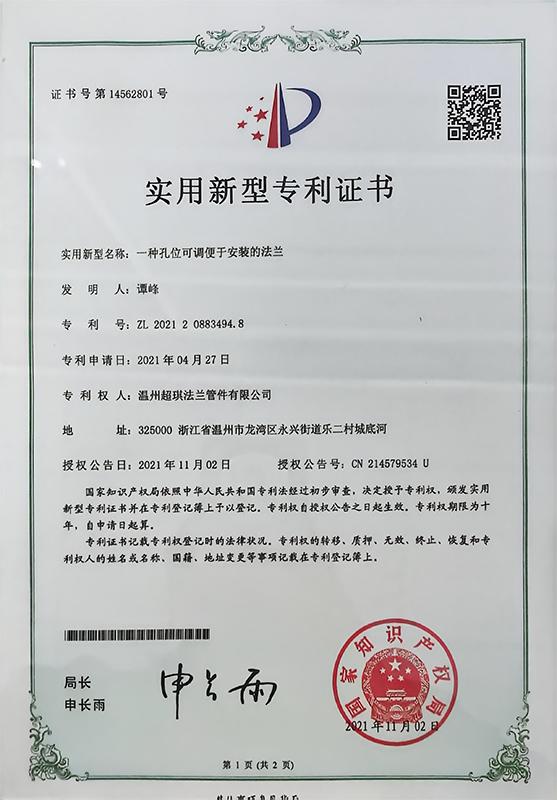 证书号第14562801号
实用新型专利证书
实用新型名称：一种孔位可调便于安装的法兰
发明人：谭峰
专利号：ZL 2021 2 0883494.8
专利申请日：2021年04月27日
专利权人：温州超琪法兰管件有限公司
地址：325000 浙江省温州市龙湾区永兴街道乐二村城底河
授权公告日：2021年11月02日 授权公告号：CN 214579534 U
国家知识产权局依照中华人民共和国专利法经过初步审查，决定授予专利权，颁发实用
新型专利证书并在专利登记簿上予以登记。专利权自授权公告之日起生效。专利权期限为十
年，自申请日起算。
专利证书记载专利权登记时的法律状况。专利权的转移、质押、无效、终止、恢复和专
利权人的姓名或名称、国籍、地址变更等事项记载在专利登记簿上。
局长
申长雨
申长雨
国家知识产权局
2021年11月02日
第1页（共2页）